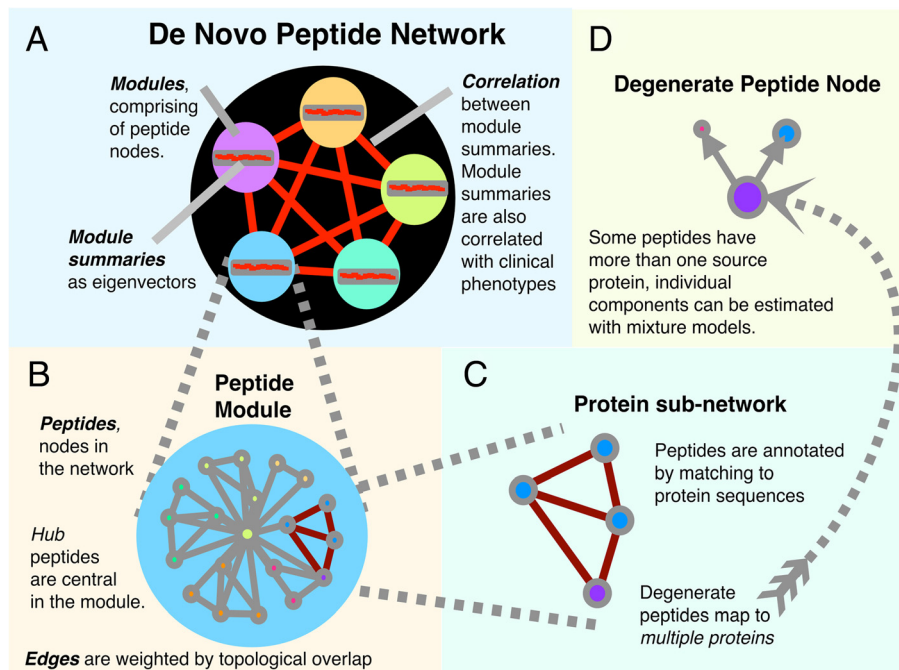 A
De Novo Peptide Network
Modules,
comprising
of peptide
nodes.
Module
summaries
as eigenvectors
Correlation
between
module
summaries.
Module
summaries
are also
correlated
with clinical
phenotypes
D
Degenerate Peptide Node
Some peptides have
more than one source
protein, individual
components can be estimated
with mixture models.
B
Peptide
Module
Peptides,
nodes in
the network
Hub
peptides
are central
in the module.
Edges are weighted by topological overlap
C
Protein sub-network
Peptides are annotated
by matching to
protein sequences
Degenerate
peptides map to
multiple proteins